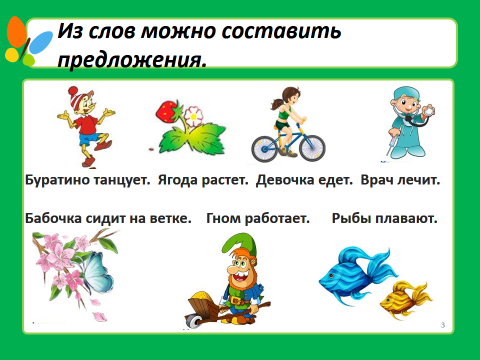 Из слов можно составить
предложения.
Буратино танцует. Ягода растет. Девочка едет. Врач лечит.
Бабочка сидит на ветке. Гном работает. Рыбы плавают.
3